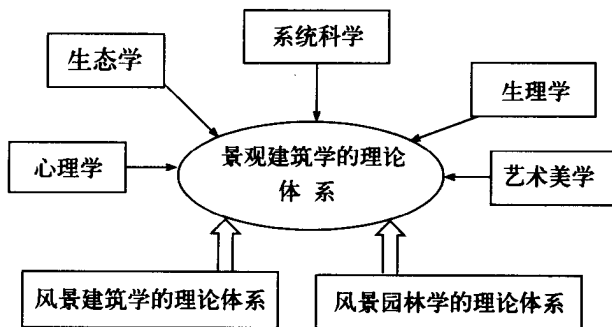 系统科学
生态学
生理学
景观建筑学的理论
体 系
心理学
艺术美学
风景建筑学的理论体系
风景园林学的理论体系